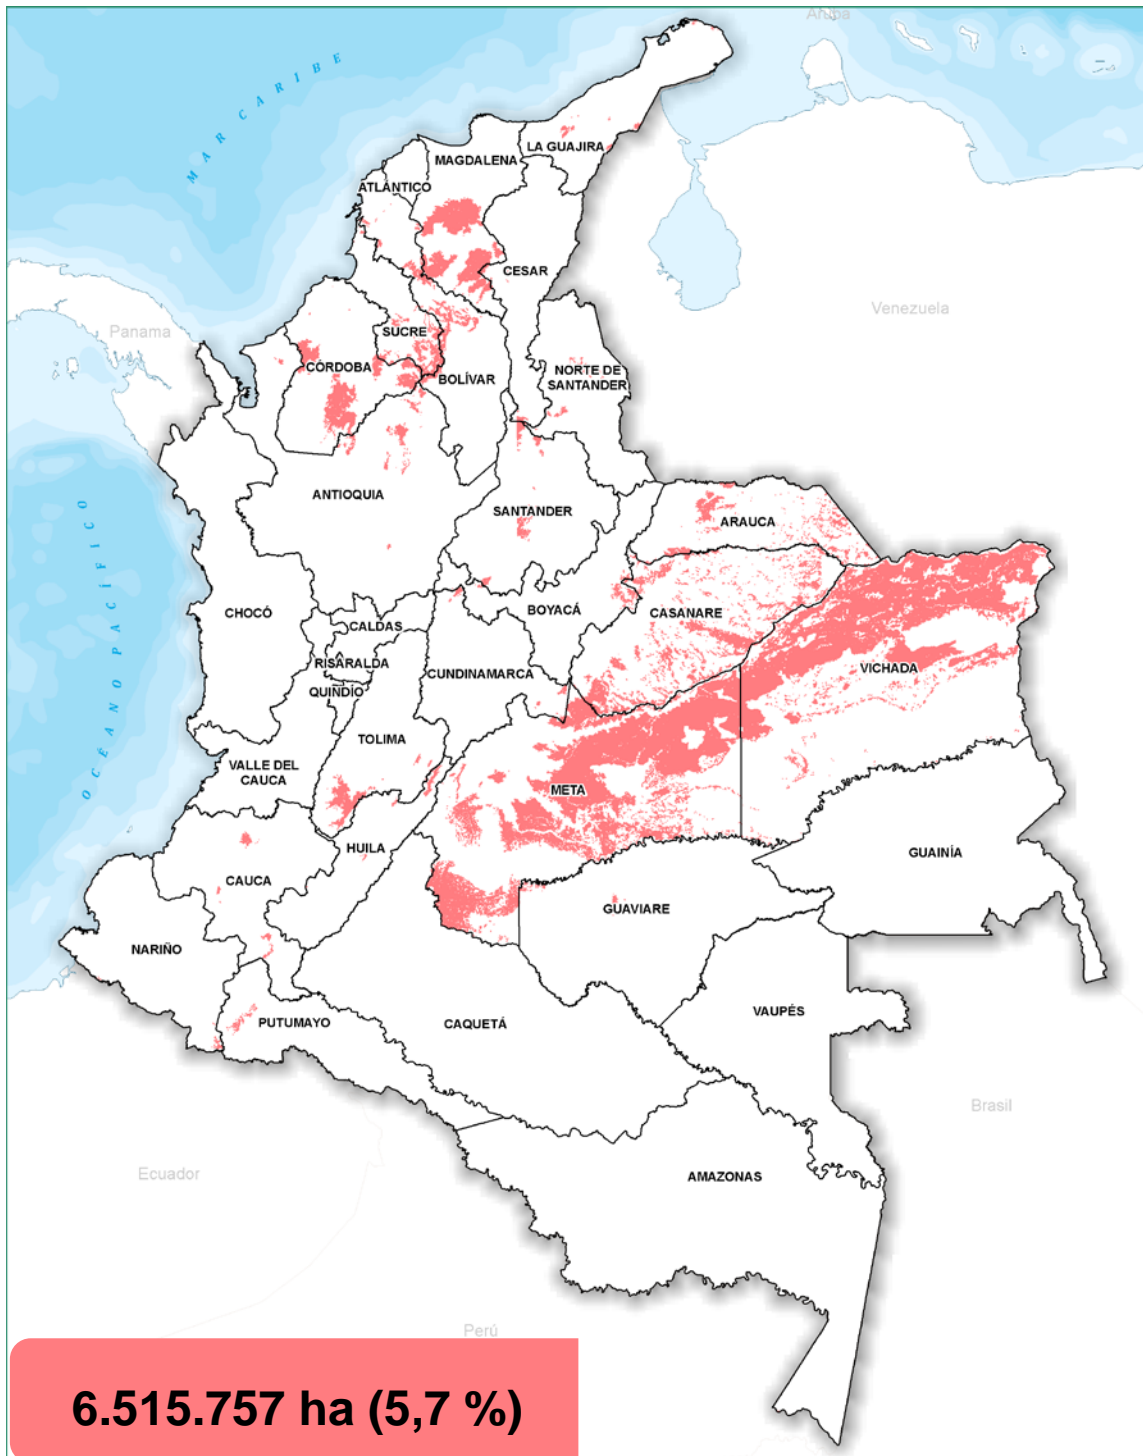 Aruba
MAR CARIBE
LA GUAJIRA
MAGDALENA
ATLÁNTICO
CESAR
Venezuela
Panama
SUCRE
CÓRDOBA
BOLÍVAR
NORTE DE
SANTANDER
ANTIOQUIA
SANTANDER
ARAUCA
OCÉANO PACÍFICO
CHOCÓ
BOYACÁ
CASANARE
CALDAS
RISARALDA
CUNDINAMARCA
VICHADA
QUINDÍO
TOLIMA
VALLE DEL
CAUCA
META
HUILA
GUAINÍA
CAUCA
GUAVIARE
NARIÑO
VAUPÉS
PUTUMAYO
CAQUETÁ
Brasil
Ecuador
AMAZONAS
Perú
6.515.757 ha (5,7 %)